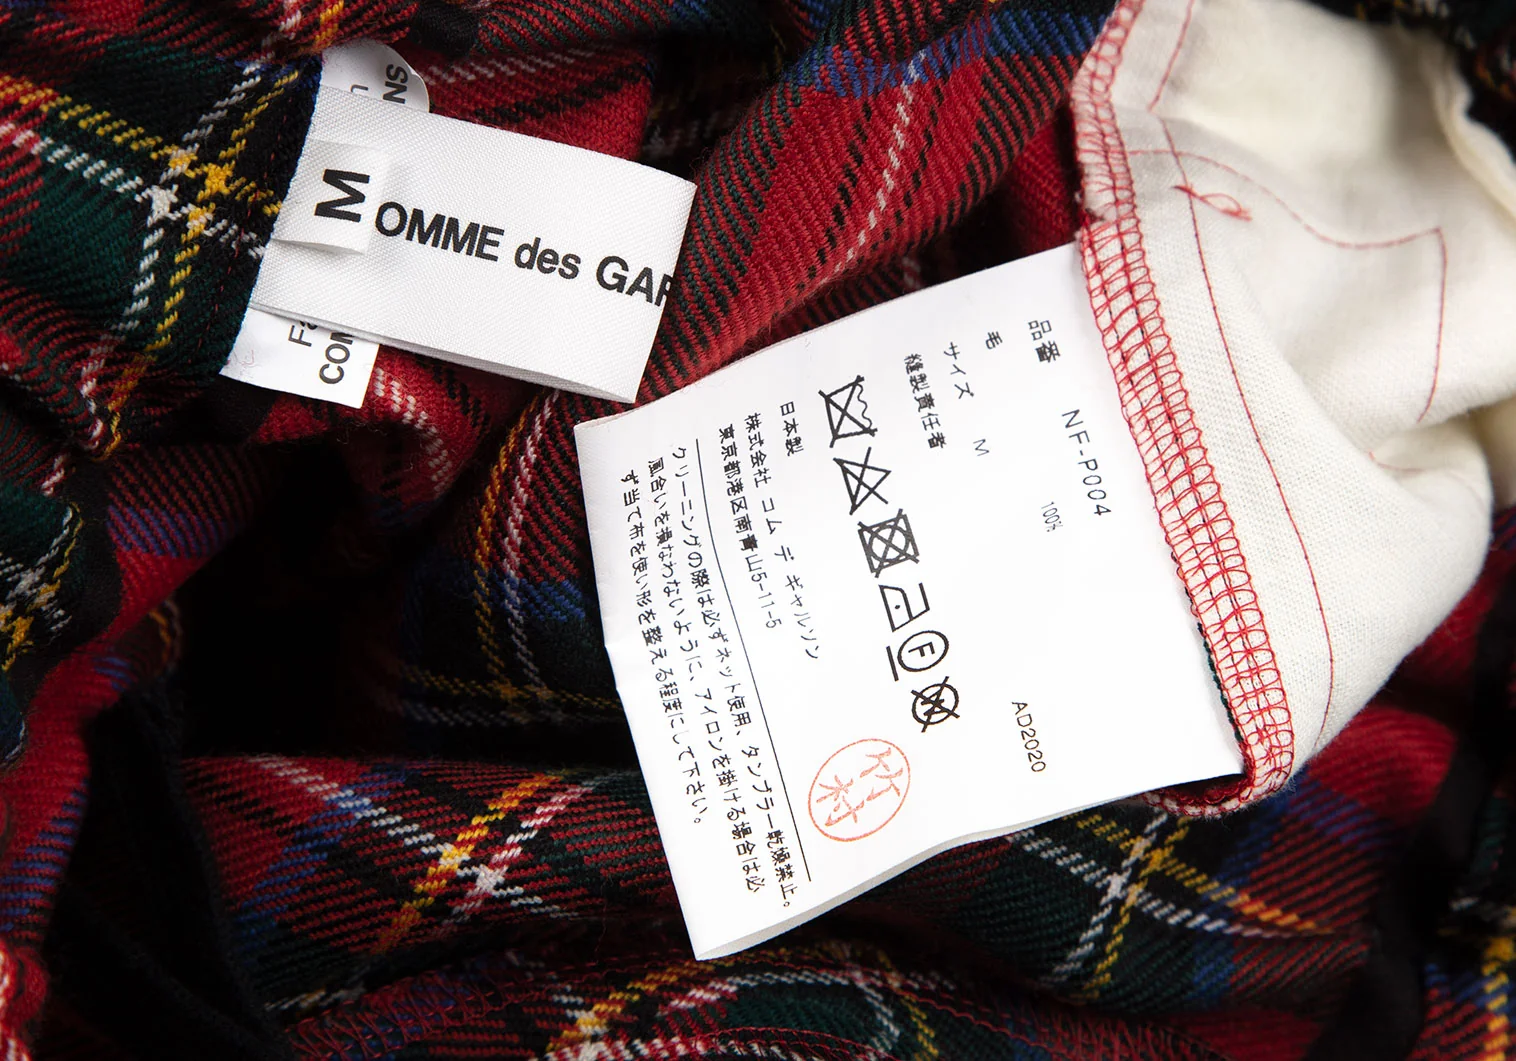 M
OMME des GAR
NS
COM
品番 NF-P004
毛 100%
サイズ M
縫製責任者
AD2020
F
日本製
株式会社 コム デ ギャルソン
東京都港区南青山5-11-5
クリーニングの際は必ずネット使用、タンブラー乾燥禁止。
風合いを損なわないように、アイロンを掛ける場合は必
ず当て布を使い形を整える程度にして下さい。